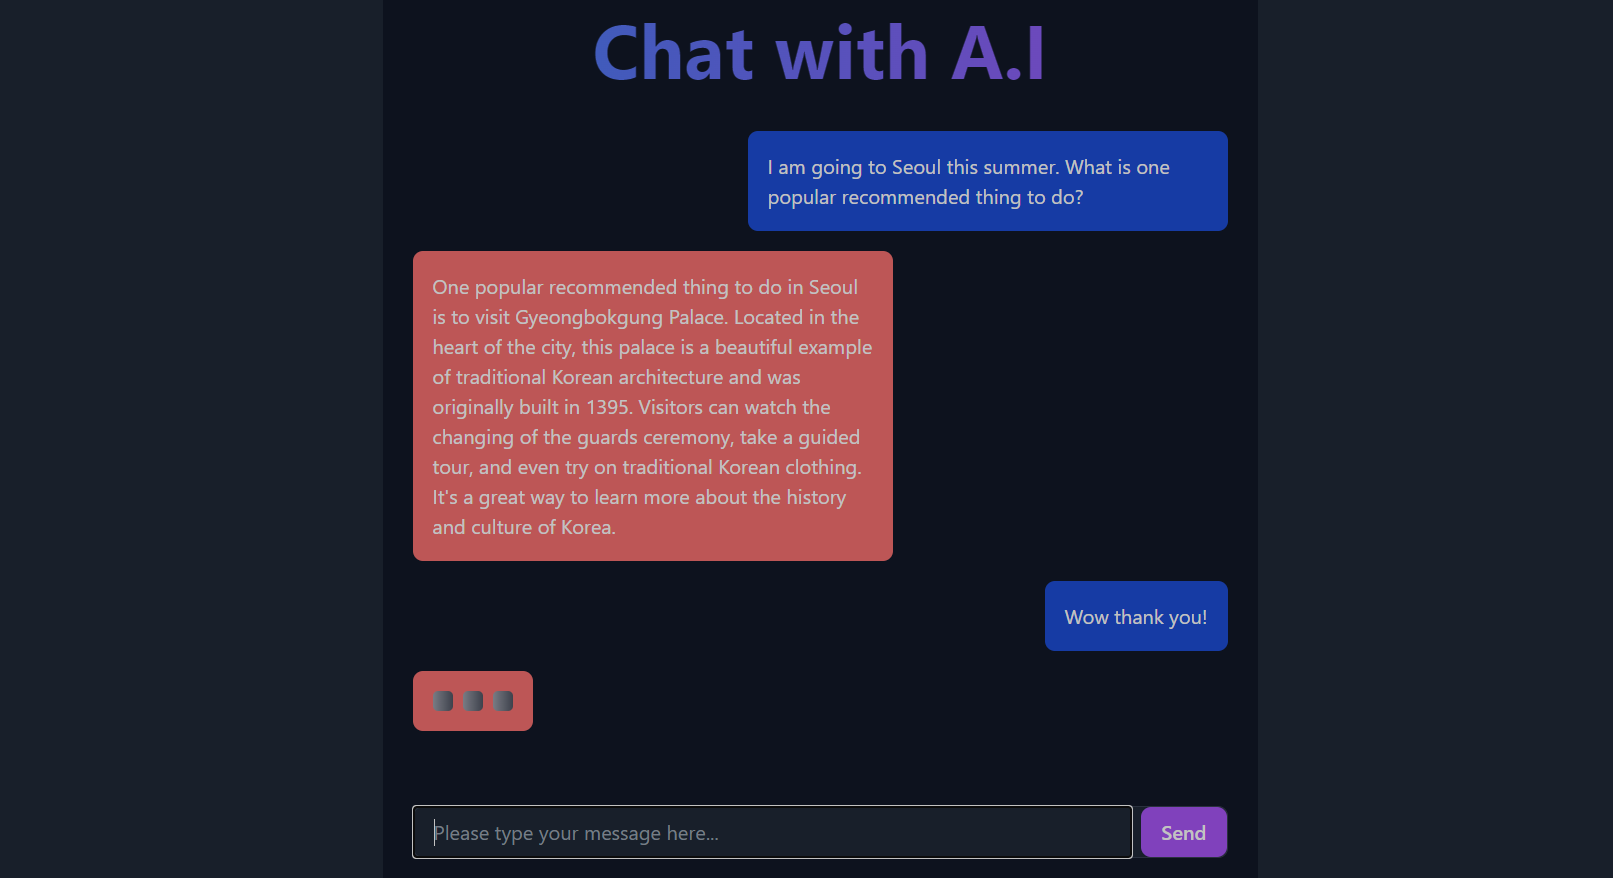 Chat with A.I
I am going to Seoul this summer. What is one
popular recommended thing to do?
One popular recommended thing to do in Seoul
is to visit Gyeongbokgung Palace. Located in the
heart of the city, this palace is a beautiful example
of traditional Korean architecture and was
originally built in 1395. Visitors can watch the
changing of the guards ceremony, take a guided
tour, and even try on traditional Korean clothing.
It's a great way to learn more about the history
and culture of Korea.
Wow thank you!
Please type your message here...
Send